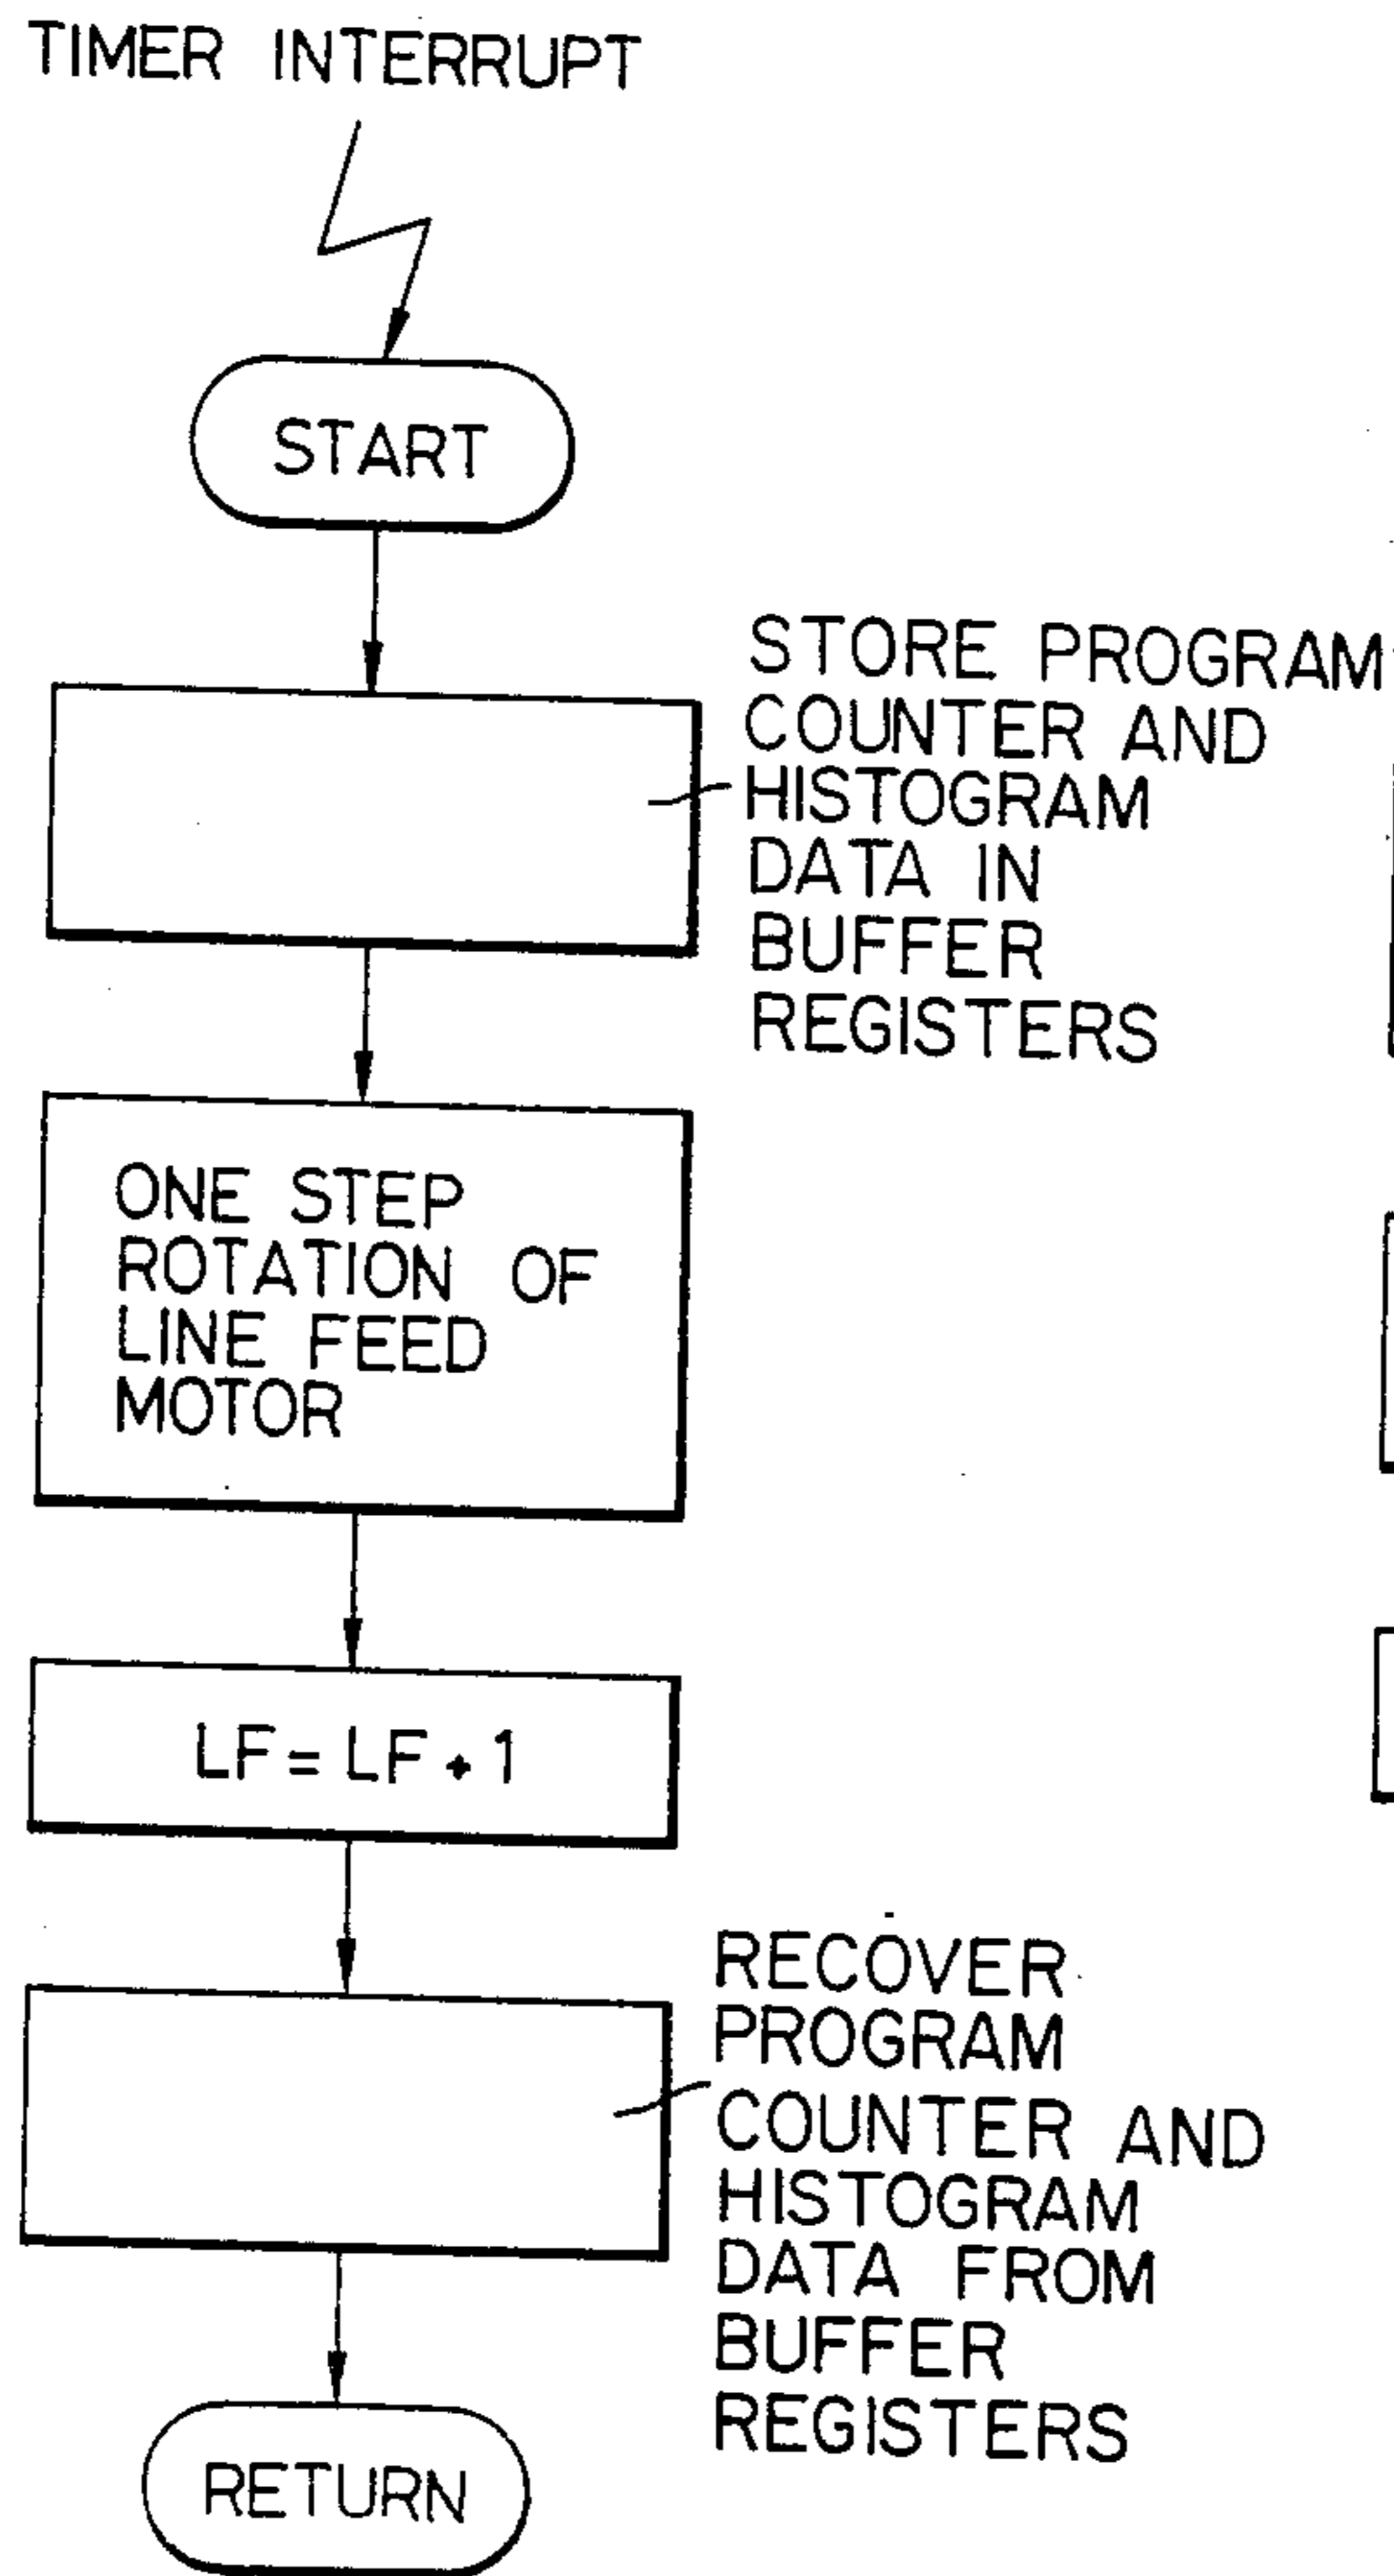 TIMER INTERRUPT
START
STORE PROGRAM
COUNTER AND
HISTOGRAM
DATA IN
BUFFER
REGISTERS
ONE STEP
ROTATION OF
LINE FEED
MOTOR
LF = LF + 1
RECOVER
PROGRAM
COUNTER AND
HISTOGRAM
DATA FROM
BUFFER
REGISTERS
RETURN